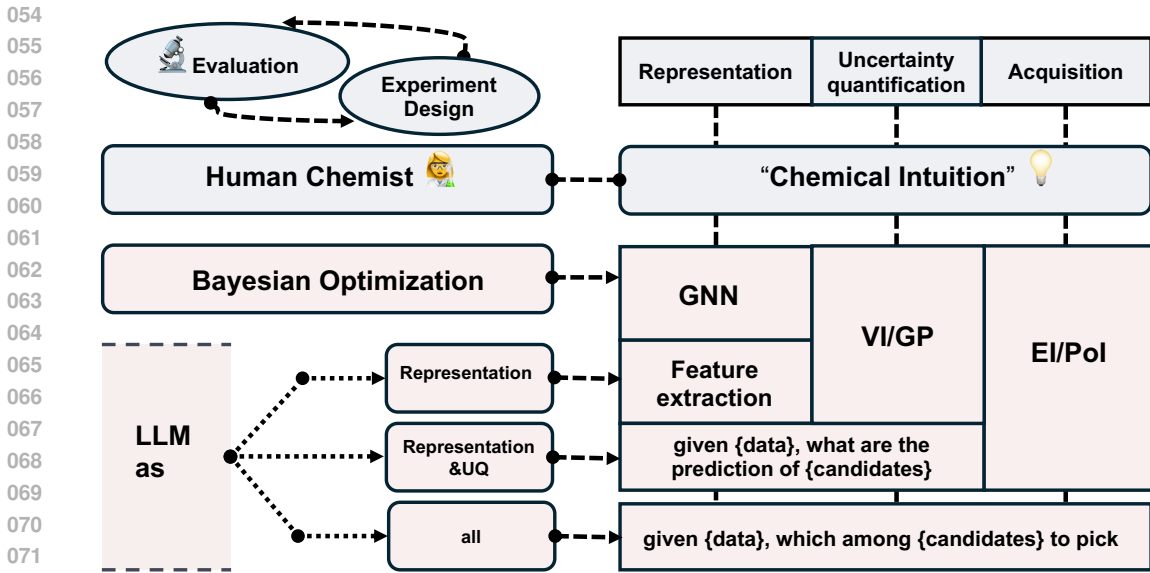 054
055
056
057
058
059
060
061
062
063
064
065
066
067
068
069
070
071
Evaluation
Experiment
Design
Representation
Uncertainty
quantification
Acquisition
Human Chemist
“Chemical Intuition”
Bayesian Optimization
GNN
VI/GP
EI/PoI
LLM
as
Representation
Feature
extraction
Representation
&UQ
given {data}, what are the
prediction of {candidates}
all
given {data}, which among {candidates} to pick